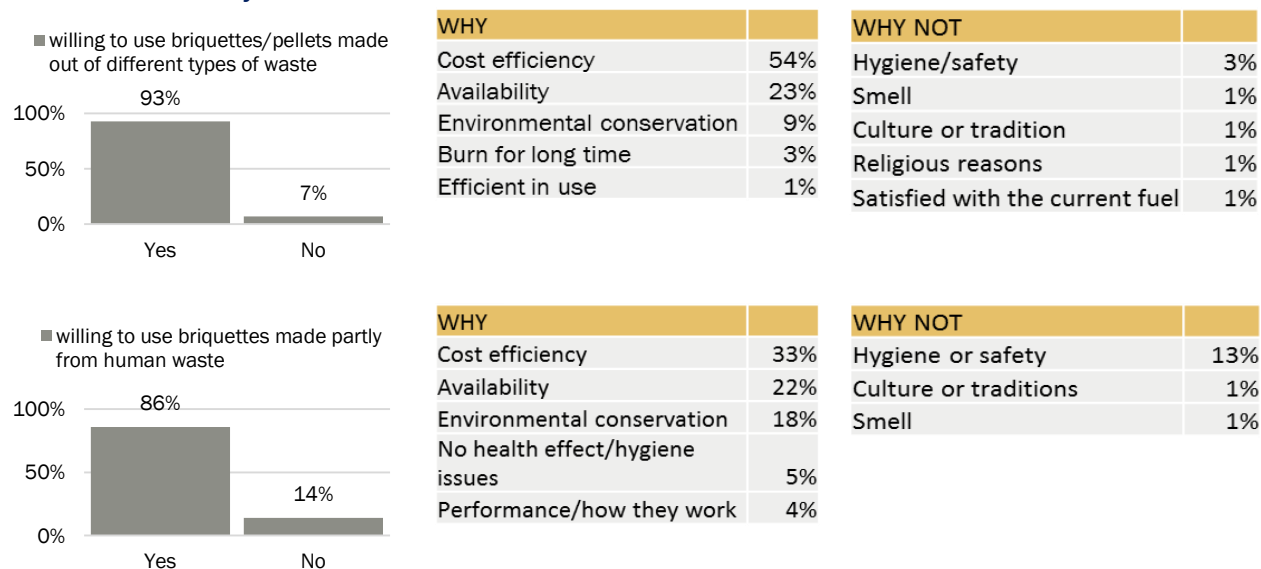 willing to use briquettes/pellets made
out of different types of waste
93%
100%
50%
7%
0%
Yes No
WHY
Cost efficiency 54%
Availability 23%
Environmental conservation 9%
Burn for long time 3%
Efficient in use 1%
WHY NOT
Hygiene/safety 3%
Smell 1%
Culture or tradition 1%
Religious reasons 1%
Satisfied with the current fuel 1%
willing to use briquettes made partly
from human waste
100%
86%
50%
14%
0%
Yes No
WHY
Cost efficiency 33%
Availability 22%
Environmental conservation 18%
No health effect/hygiene
issues 5%
Performance/how they work 4%
WHY NOT
Hygiene or safety 13%
Culture or traditions 1%
Smell 1%